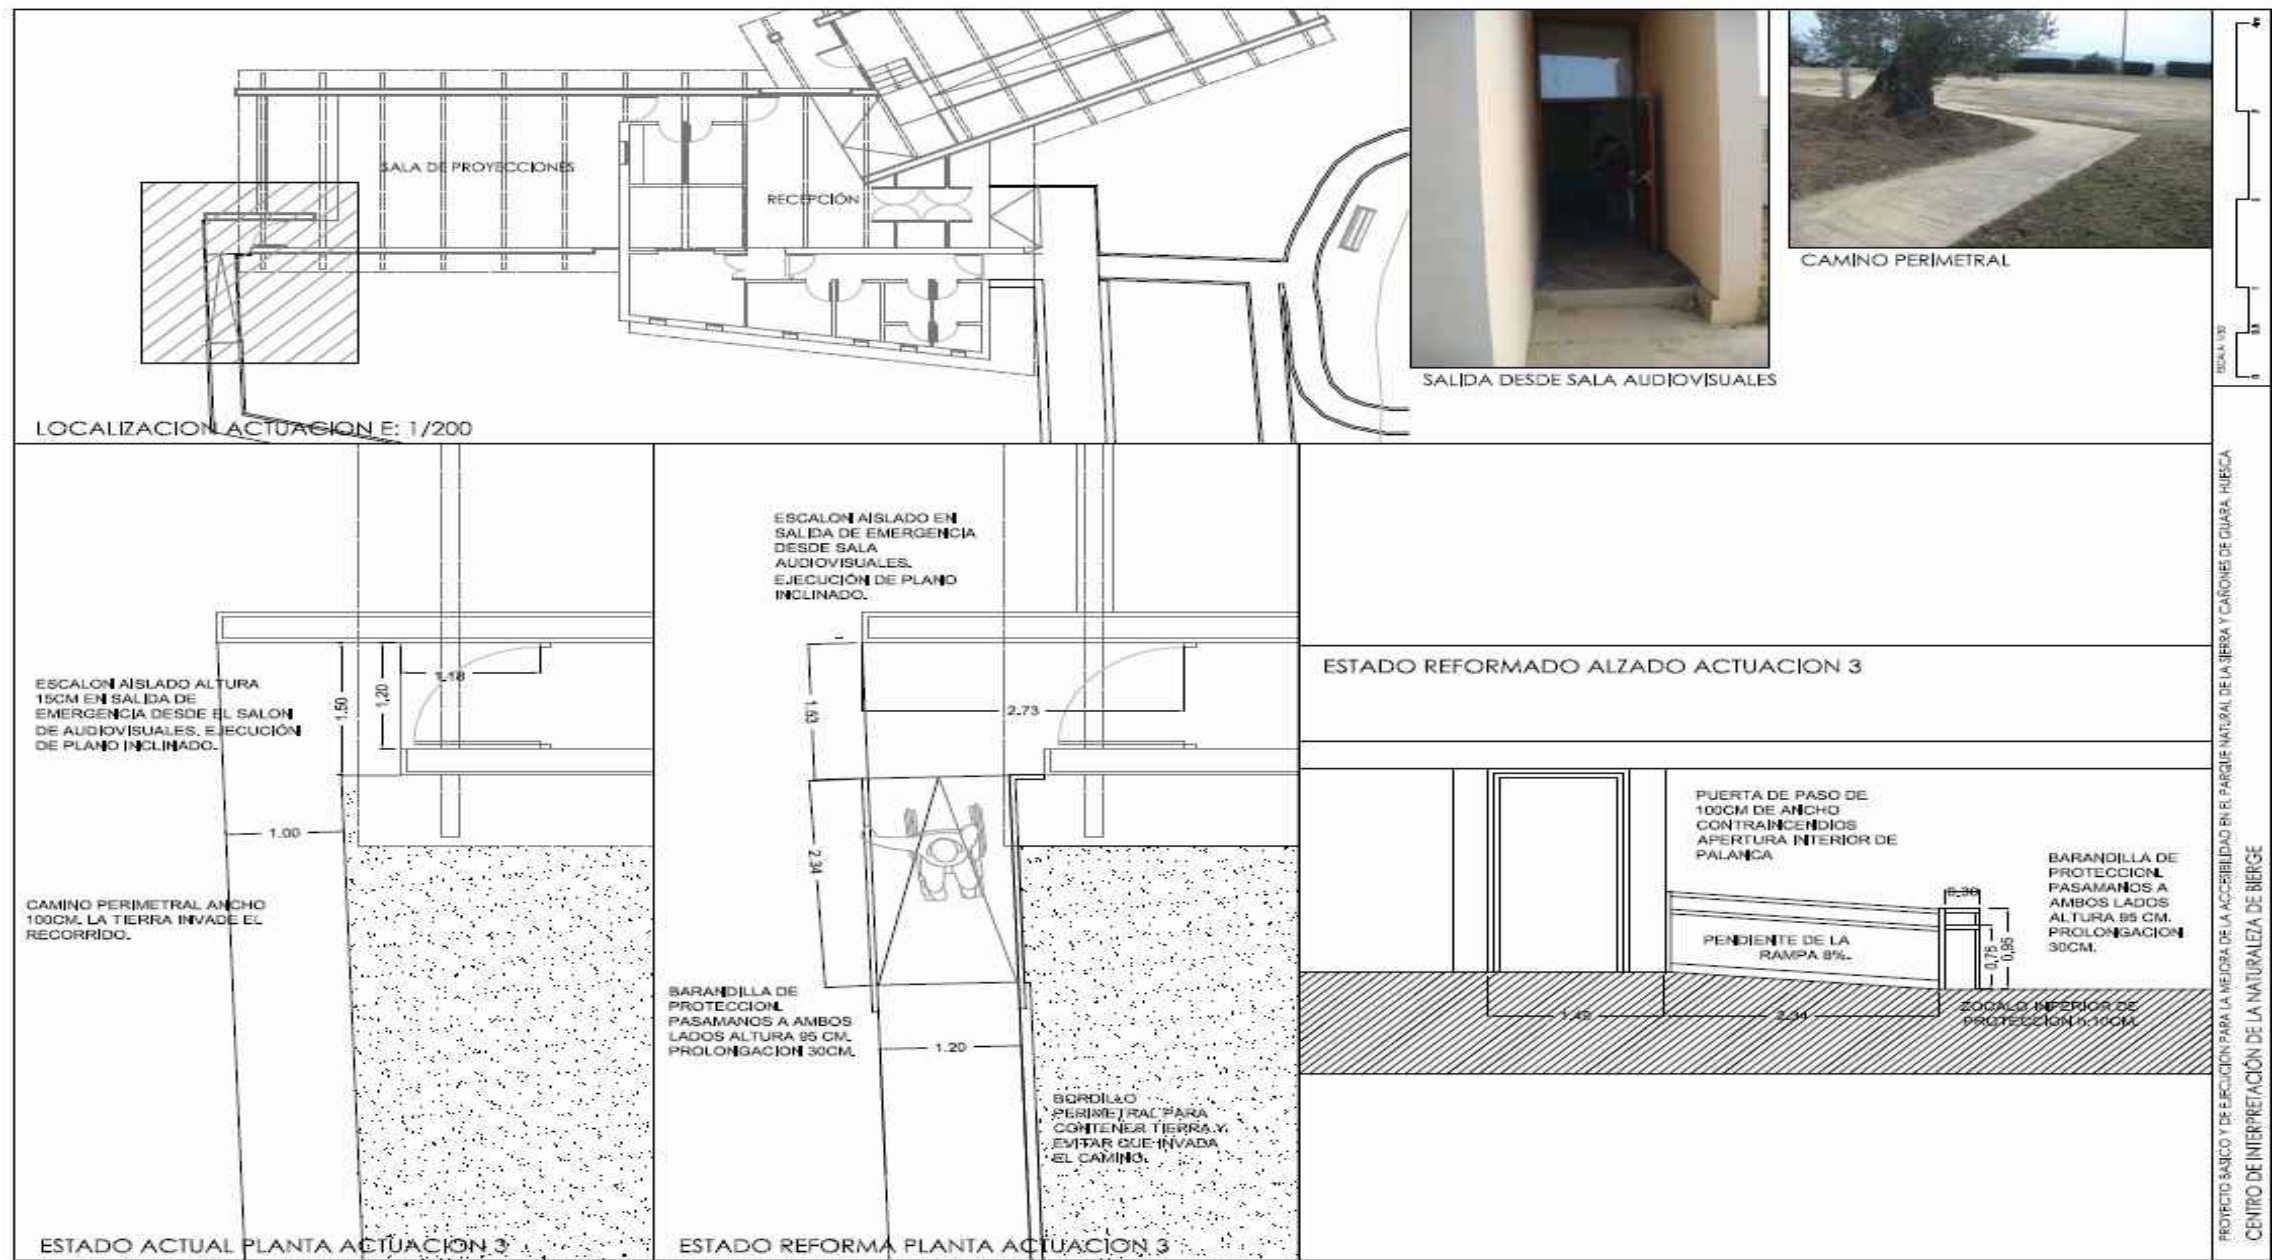 SALA DE PROYECCIONES
RECEPCIÓN
LOCALIZACION ACTUACION E: 1/200
SALIDA DESDE SALA AUDIOVISUALES
CAMINO PERIMETRAL
ESCALON AISLADO ALTURA
15CM EN SALIDA DE
EMERGENCIA DESDE EL SALON
DE AUDIOVISUALES. EJECUCIÓN
DE PLANO INCLINADO.
1.50
1,20
1.18
1.00
CAMINO PERIMETRAL ANCHO
100CM. LA TIERRA INVADE EL
RECORRÍDO.
ESTADO ACTUAL PLANTA ACTUACION 3
ESCALON AISLADO EN
SALIDA DE EMERGENCIA
DESDE SALA
AUDIOVISUALES.
EJECUCIÓN DE PLANO
INCLINADO.
1.53
2.73
2.34
BARANDILLA DE
PROTECCION.
PASAMANOS A AMBOS
LADOS ALTURA 95 CM.
PROLONGACION 30CM.
1.20
BORDILLO
PERIMETRAL PARA
CONTENER TIERRA Y
EVITAR QUE INVADA
EL CAMINO.
ESTADO REFORMA PLANTA ACTUACION 3
ESTADO REFORMADO ALZADO ACTUACION 3
PUERTA DE PASO DE
100CM DE ANCHO
CONTRAINCENDIOS
APERTURA INTERIOR DE
PALANCA
BARANDILLA DE
PROTECCION.
PASAMANOS A
AMBOS LADOS
ALTURA 95 CM.
PROLONGACION
30CM.
0,30
PENDIENTE DE LA
RAMPA 8%.
0,75
0,95
1,49
2,34
ZOCALO INFERIOR DE
PROTECCIÓN h:10CM.
PROYECTO BASICO Y DE EJECUCION PARA LA MEJORA DE LA ACCESIBILIDAD EN EL PARQUE NATURAL DE LA SIERRA Y CAÑONES DE GUARA. HUESCA
CENTRO DE INTERPRETACIÓN DE LA NATURALEZA DE BIERGE